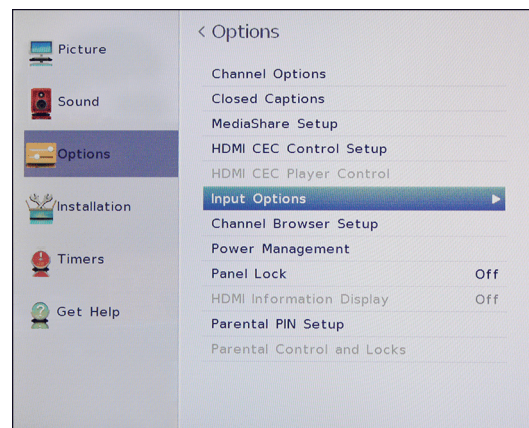 Picture
Sound
Options
Installation
Timers
Get Help
< Options
Channel Options
Closed Captions
MediaShare Setup
HDMI CEC Control Setup
HDMI CEC Player Control
Input Options
Channel Browser Setup
Power Management
Panel Lock Off
HDMI Information Display Off
Parental PIN Setup
Parental Control and Locks